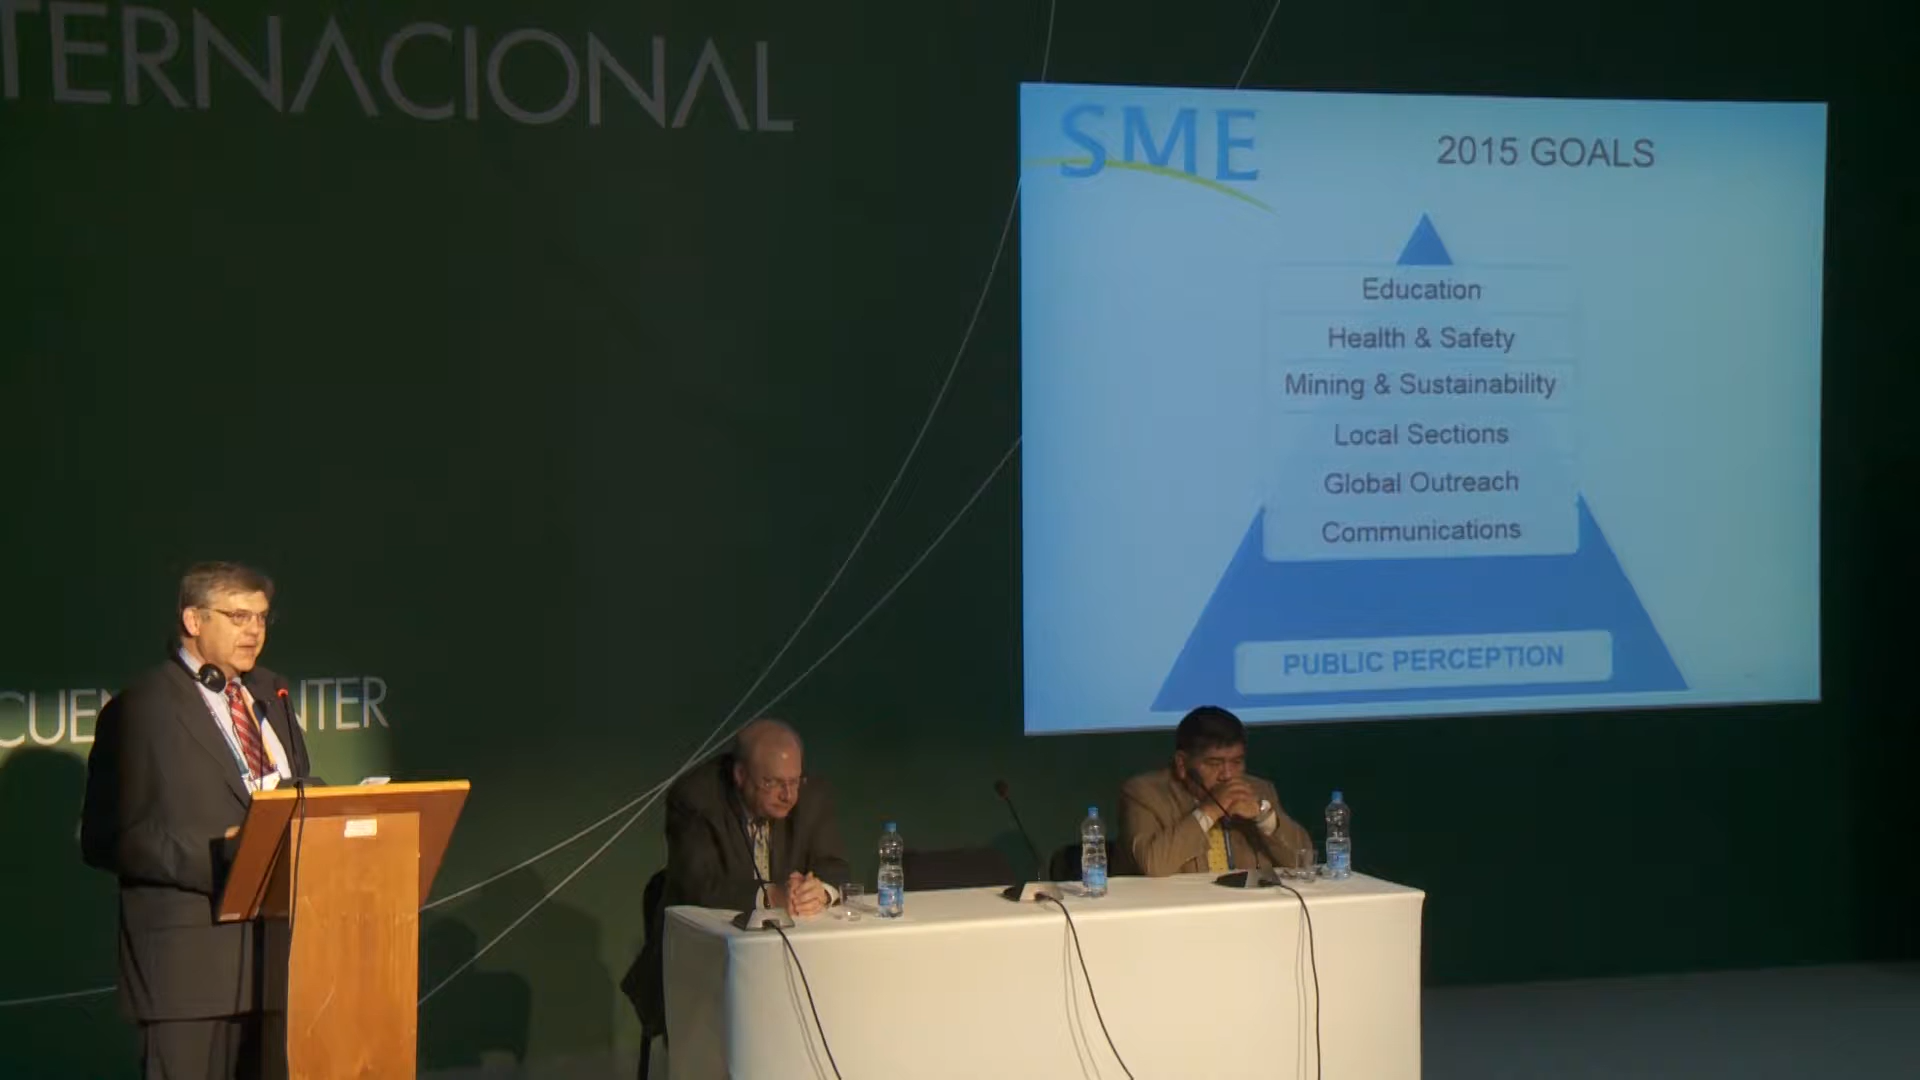 TERNACIONAL
SME
2015 GOALS
Education
Health & Safety
Mining & Sustainability
Local Sections
Global Outreach
Communications
PUBLIC PERCEPTION